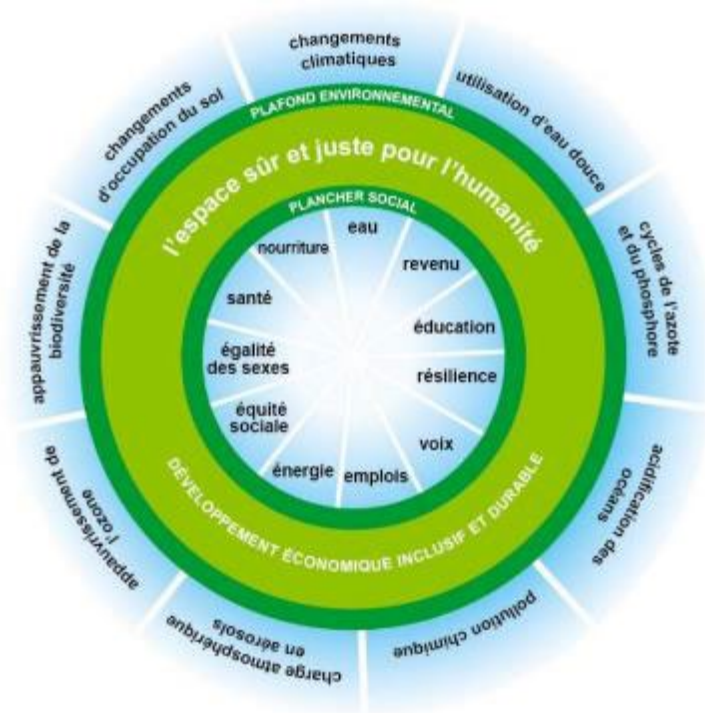 changements
climatiques
utilisation d'eau douce
cycles de l'azote
et du phosphore
acidification des
océans
pollution chimique
charge atmosphérique
en aérosols
appauvrissement de
l'ozone
appauvrissement de la
biodiversité
changements
d'occupation du sol
PLAFOND ENVIRONNEMENTAL
l'espace sûr et juste pour l'humanité
PLANCHER SOCIAL
eau
revenu
éducation
résilience
voix
emplois
énergie
équité
sociale
égalité
des sexes
santé
nourriture
DÉVELOPPEMENT ÉCONOMIQUE INCLUSIF ET DURABLE